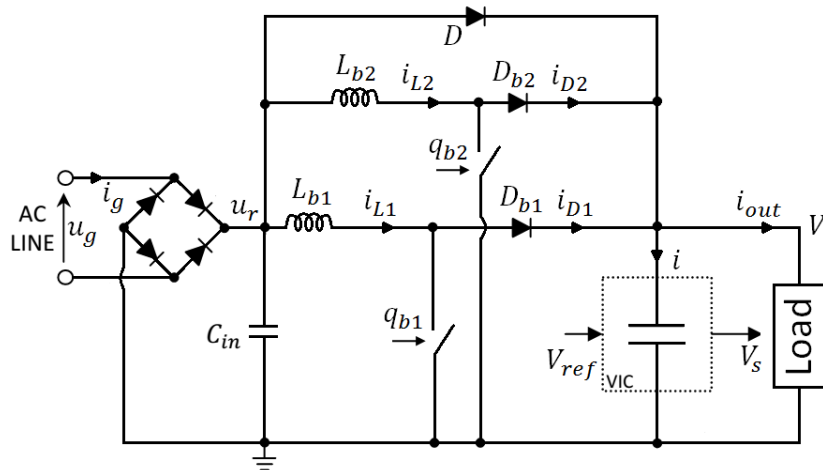 D
L_{b2}
i_{L2}
D_{b2}
i_{D2}
q_{b2}
AC
LINE
i_g
u_g
u_r
L_{b1}
i_{L1}
D_{b1}
i_{D1}
i_{out}
V
i
q_{b1}
C_{in}
V_{ref}
VIC
V_s
Load